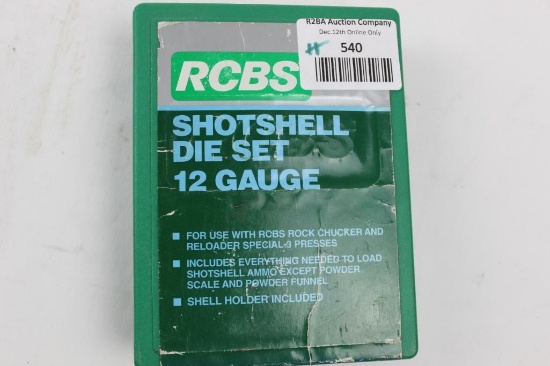 R2BA Auction Company
Dec.12th Online Only
H 540
RCBS
SHOTSHELL
DIE SET
12 GAUGE
FOR USE WITH RCBS ROCK CHUCKER AND
RELOADER SPECIAL-3 PRESSES
INCLUDES EVERYTHING NEEDED TO LOAD
SHOTSHELL AMMO EXCEPT POWDER
SCALE AND POWDER FUNNEL
SHELL HOLDER INCLUDED